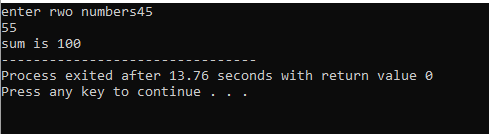 enter rwo numbers45
55
sum is 100
--------------------------------
Process exited after 13.76 seconds with return value 0
Press any key to continue . . .